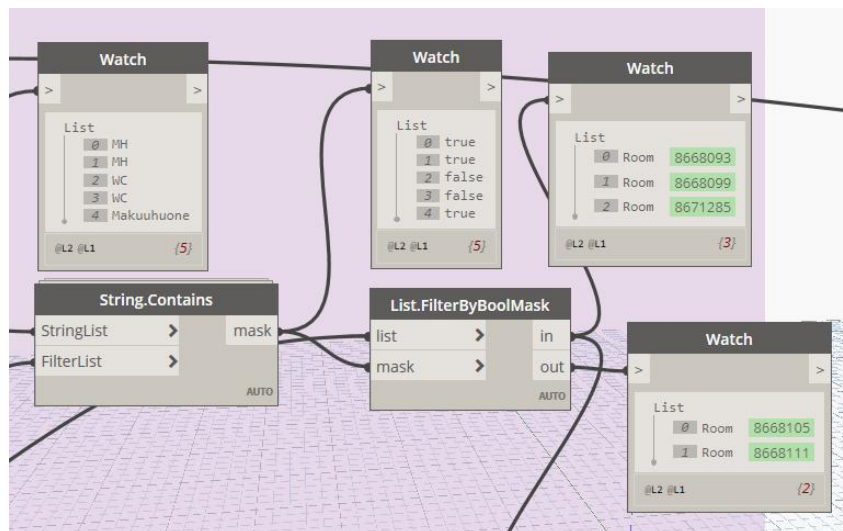 Watch
> >
List
0 MH
1 MH
2 WC
3 WC
4 Makuuhuone
@L2 @L1 {5}
Watch
> >
List
0 true
1 true
2 false
3 false
4 true
@L2 @L1 {5}
Watch
> >
List
0 Room 8668093
1 Room 8668099
2 Room 8671285
@L2 @L1 {3}
String.Contains
StringList > mask
FilterList >
AUTO
List.FilterByBoolMask
list > in
mask > out
AUTO
Watch
> >
List
0 Room 8668105
1 Room 8668111
@L2 @L1 {2}